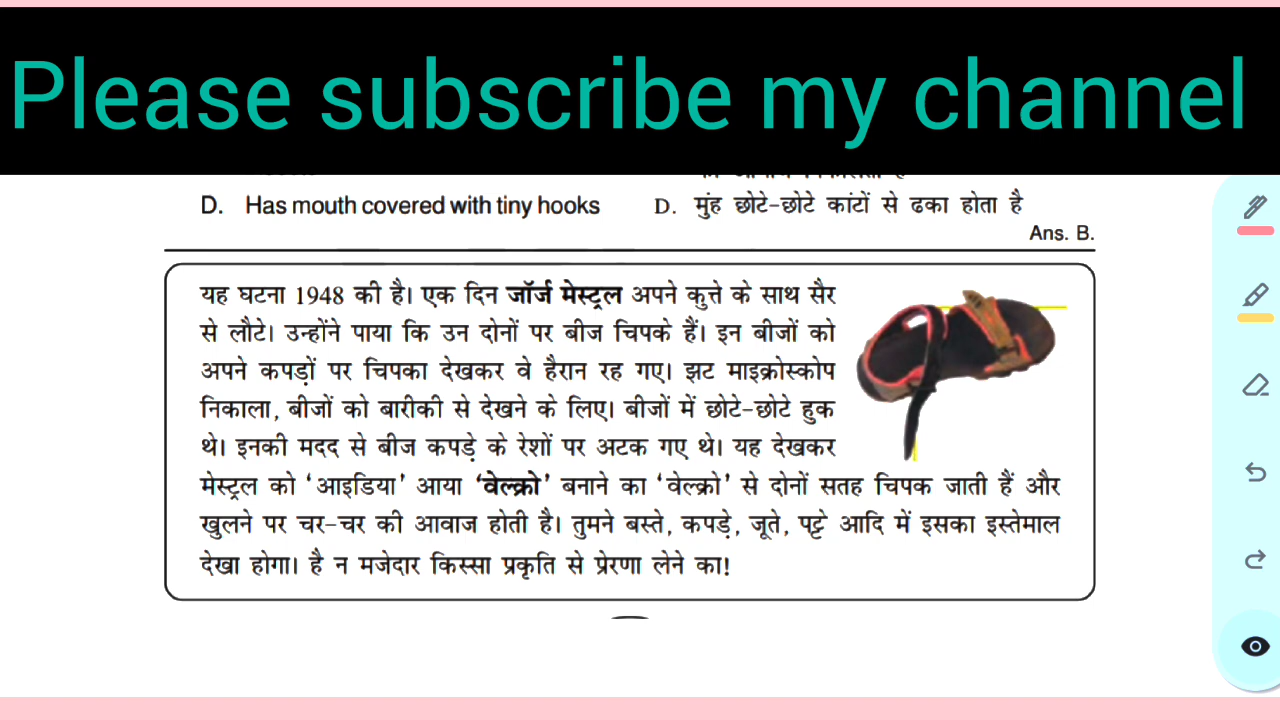 Please subscribe my channel
D. Has mouth covered with tiny hooks
D. मुंह छोटे-छोटे कांटों से ढका होता है
Ans. B.
यह घटना 1948 की है। एक दिन जॉर्ज मेस्ट्रल अपने कुत्ते के साथ सैर
से लौटे। उन्होंने पाया कि उन दोनों पर बीज चिपके हैं। इन बीजों को
अपने कपड़ों पर चिपका देखकर वे हैरान रह गए। झट माइक्रोस्कोप
निकाला, बीजों को बारीकी से देखने के लिए। बीजों में छोटे-छोटे हुक
थे। इनकी मदद से बीज कपड़े के रेशों पर अटक गए थे। यह देखकर
मेस्ट्रल को 'आइडिया' आया 'वेल्क्रो' बनाने का 'वेल्क्रो' से दोनों सतह चिपक जाती हैं और
खुलने पर चर-चर की आवाज होती है। तुमने बस्ते, कपड़े, जूते, पट्टे आदि में इसका इस्तेमाल
देखा होगा। है न मजेदार किस्सा प्रकृति से प्रेरणा लेने का!